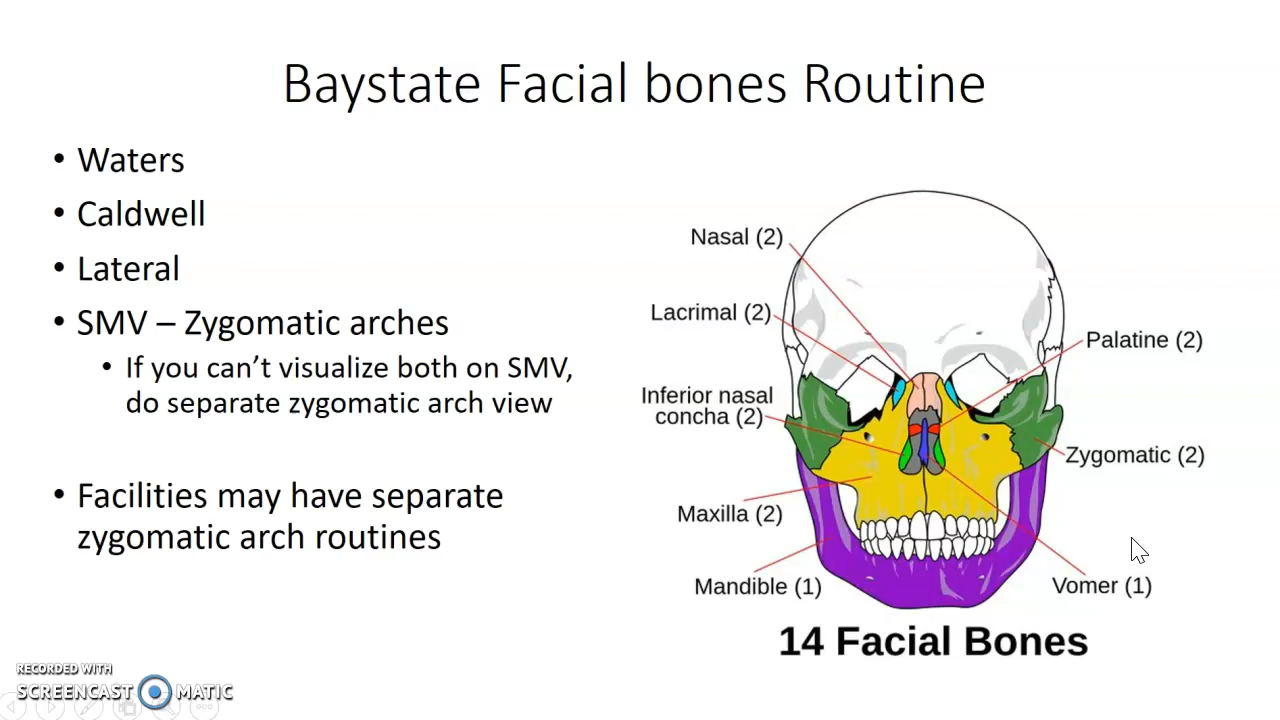 Baystate Facial bones Routine
• Waters
• Caldwell
• Lateral
• SMV – Zygomatic arches
• If you can’t visualize both on SMV,
do separate zygomatic arch view
• Facilities may have separate
zygomatic arch routines
Nasal (2)
Lacrimal (2)
Palatine (2)
Inferior nasal
concha (2)
Zygomatic (2)
Maxilla (2)
Mandible (1)
Vomer (1)
14 Facial Bones
RECORDED WITH
SCREENCAST MATIC